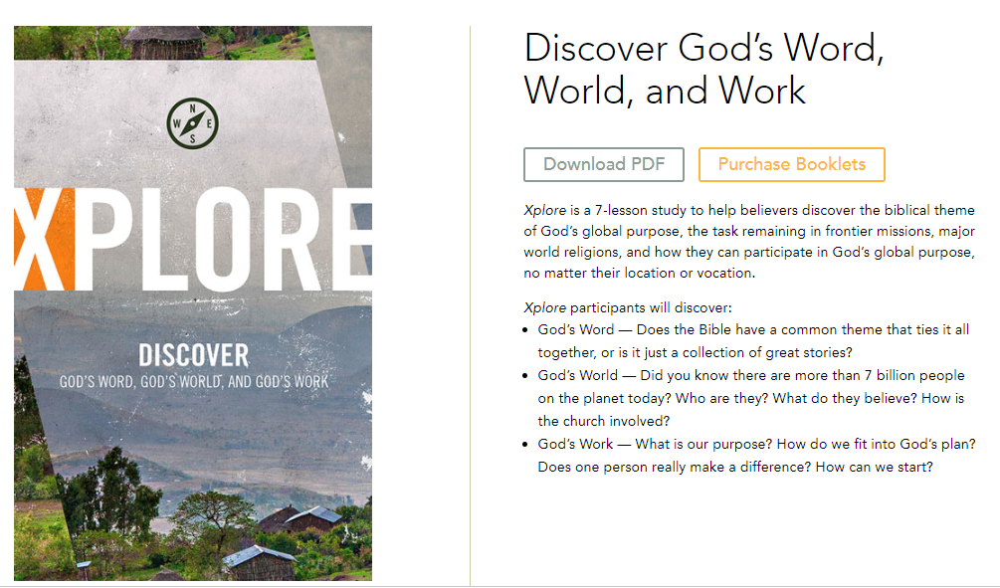 N
W E
S
XPLORE
DISCOVER
GOD'S WORD, GOD'S WORLD, AND GOD'S WORK
Discover God's Word,
World, and Work
Download PDF
Purchase Booklets
Xplore is a 7-lesson study to help believers discover the biblical theme
of God's global purpose, the task remaining in frontier missions, major
world religions, and how they can participate in God's global purpose,
no matter their location or vocation.
Xplore participants will discover:
• God's Word — Does the Bible have a common theme that ties it all
together, or is it just a collection of great stories?
• God's World — Did you know there are more than 7 billion people
on the planet today? Who are they? What do they believe? How is
the church involved?
• God's Work — What is our purpose? How do we fit into God's plan?
Does one person really make a difference? How can we start?